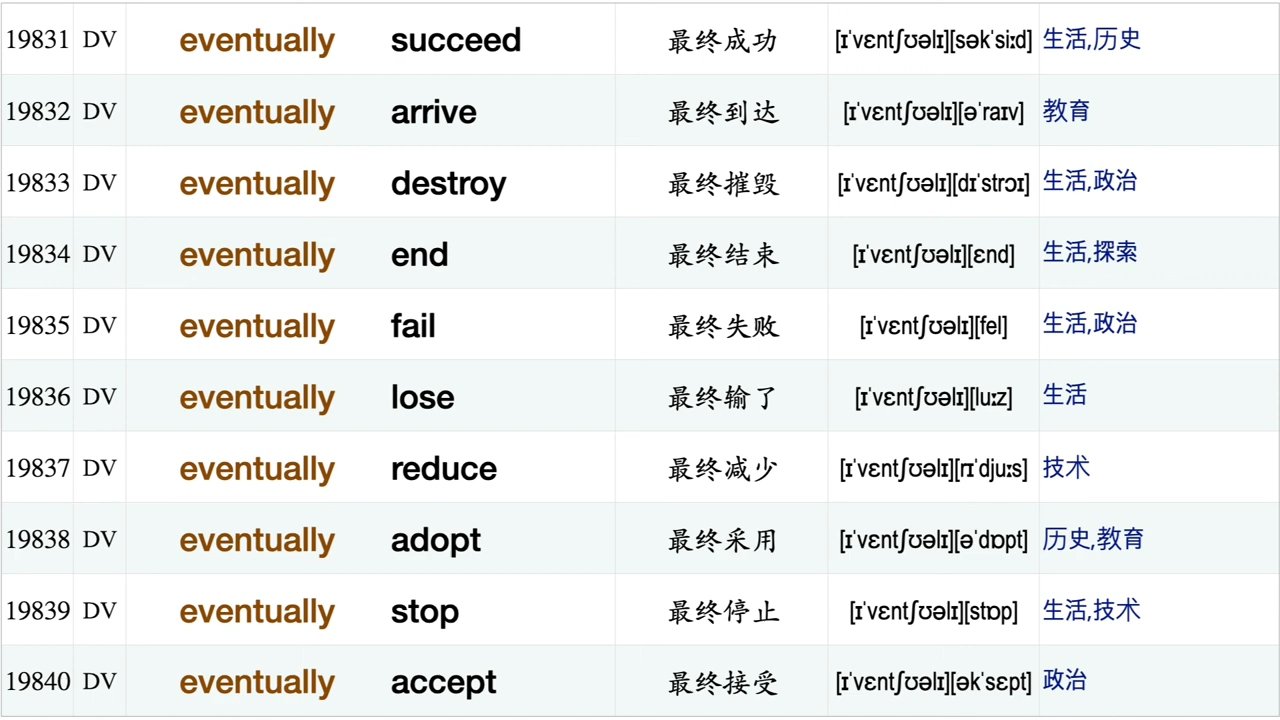 19831 DV eventually succeed 最终成功 [ɪˈvɛntʃʊəlɪ][səkˈsiːd] 生活,历史
19832 DV eventually arrive 最终到达 [ɪˈvɛntʃʊəlɪ][əˈraɪv] 教育
19833 DV eventually destroy 最终摧毁 [ɪˈvɛntʃʊəlɪ][dɪˈstrɔɪ] 生活,政治
19834 DV eventually end 最终结束 [ɪˈvɛntʃʊəlɪ][ɛnd] 生活,探索
19835 DV eventually fail 最终失败 [ɪˈvɛntʃʊəlɪ][fel] 生活,政治
19836 DV eventually lose 最终输了 [ɪˈvɛntʃʊəlɪ][luːz] 生活
19837 DV eventually reduce 最终减少 [ɪˈvɛntʃʊəlɪ][rɪˈdjuːs] 技术
19838 DV eventually adopt 最终采用 [ɪˈvɛntʃʊəlɪ][əˈdɒpt] 历史,教育
19839 DV eventually stop 最终停止 [ɪˈvɛntʃʊəlɪ][stɒp] 生活,技术
19840 DV eventually accept 最终接受 [ɪˈvɛntʃʊəlɪ][əkˈsɛpt] 政治